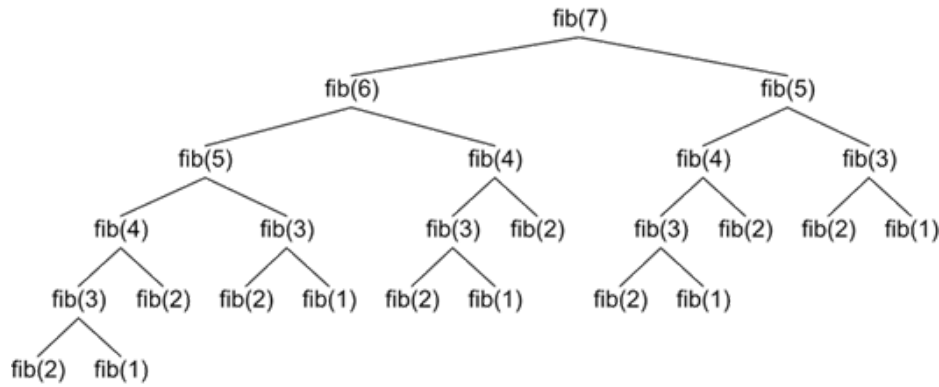 fib(7)
fib(6) fib(5)
fib(5) fib(4) fib(4) fib(3)
fib(4) fib(3) fib(3) fib(2) fib(3) fib(2) fib(2) fib(1)
fib(3) fib(2) fib(2) fib(1) fib(2) fib(1) fib(2) fib(1)
fib(2) fib(1)